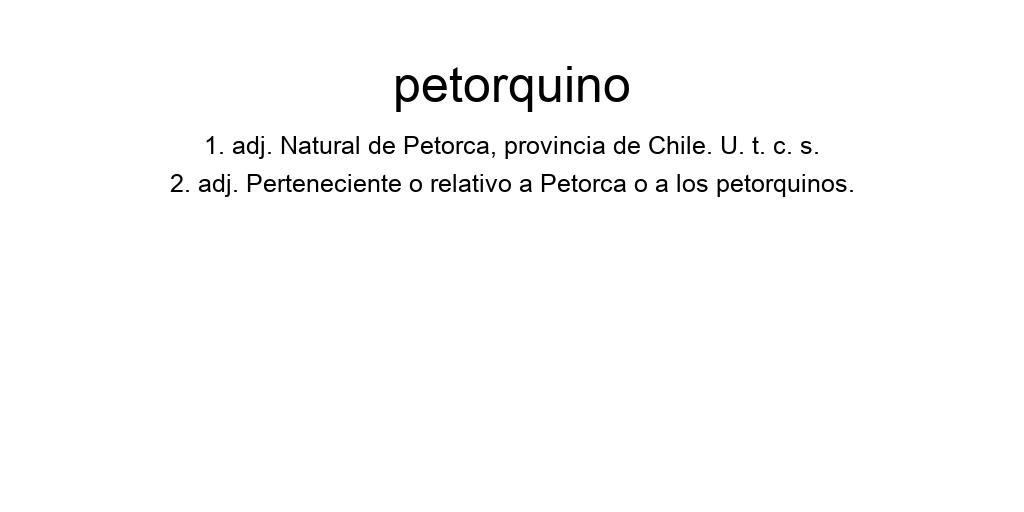 petorquino
1. adj. Natural de Petorca, provincia de Chile. U. t. c. s.
2. adj. Perteneciente o relativo a Petorca o a los petorquinos.